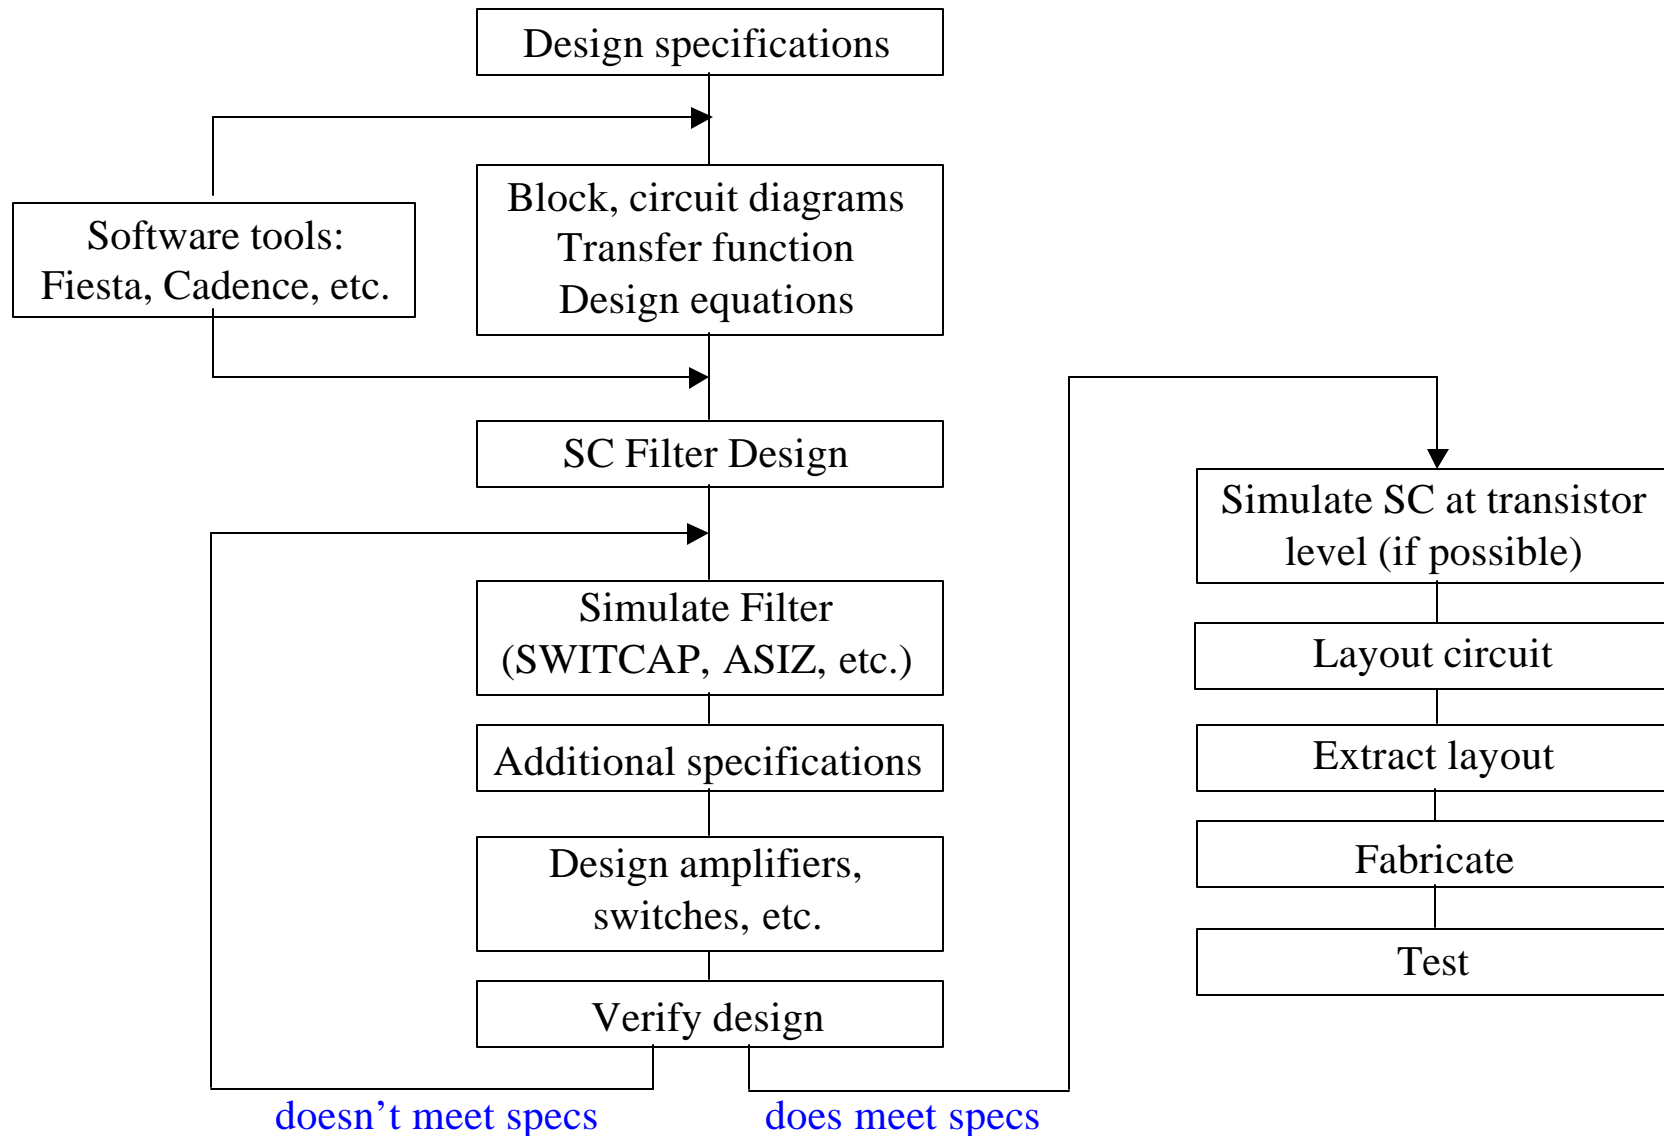 Design specifications
Software tools:
Fiesta, Cadence, etc.
Block, circuit diagrams
Transfer function
Design equations
SC Filter Design
Simulate Filter
(SWITCAP, ASIZ, etc.)
Additional specifications
Design amplifiers,
switches, etc.
Verify design
doesn’t meet specs
does meet specs
Simulate SC at transistor
level (if possible)
Layout circuit
Extract layout
Fabricate
Test